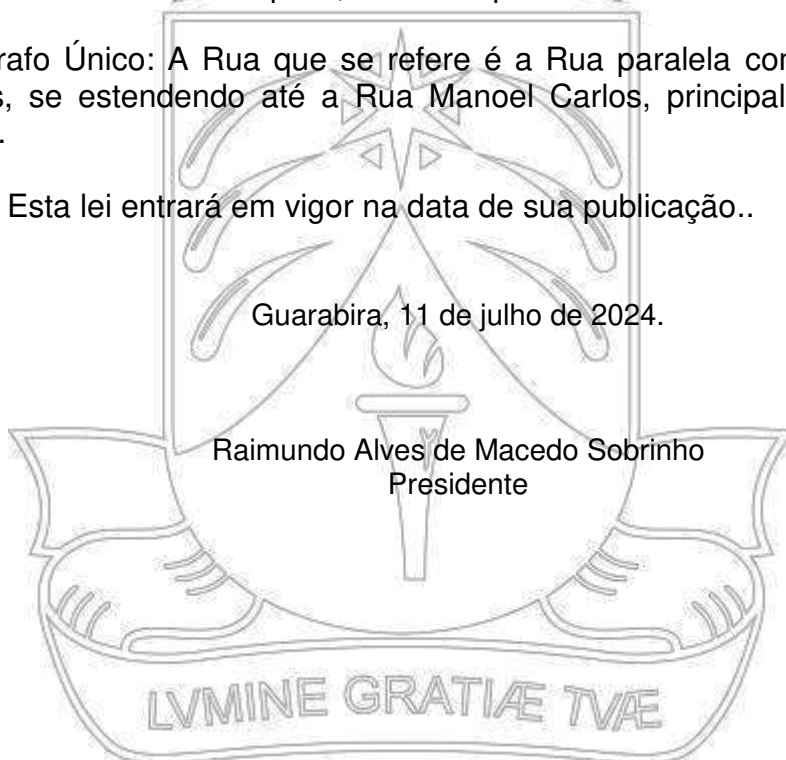 rafo Único: A Rua que se refere é a Rua paralela
s, se estendendo até a Rua Manoel Carlos, principal
.
Esta lei entrará em vigor na data de sua publicação..
Guarabira, 11 de julho de 2024.
Raimundo Alves de Macedo Sobrinho
Presidente
LVMINE GRATIÆ TVÆ